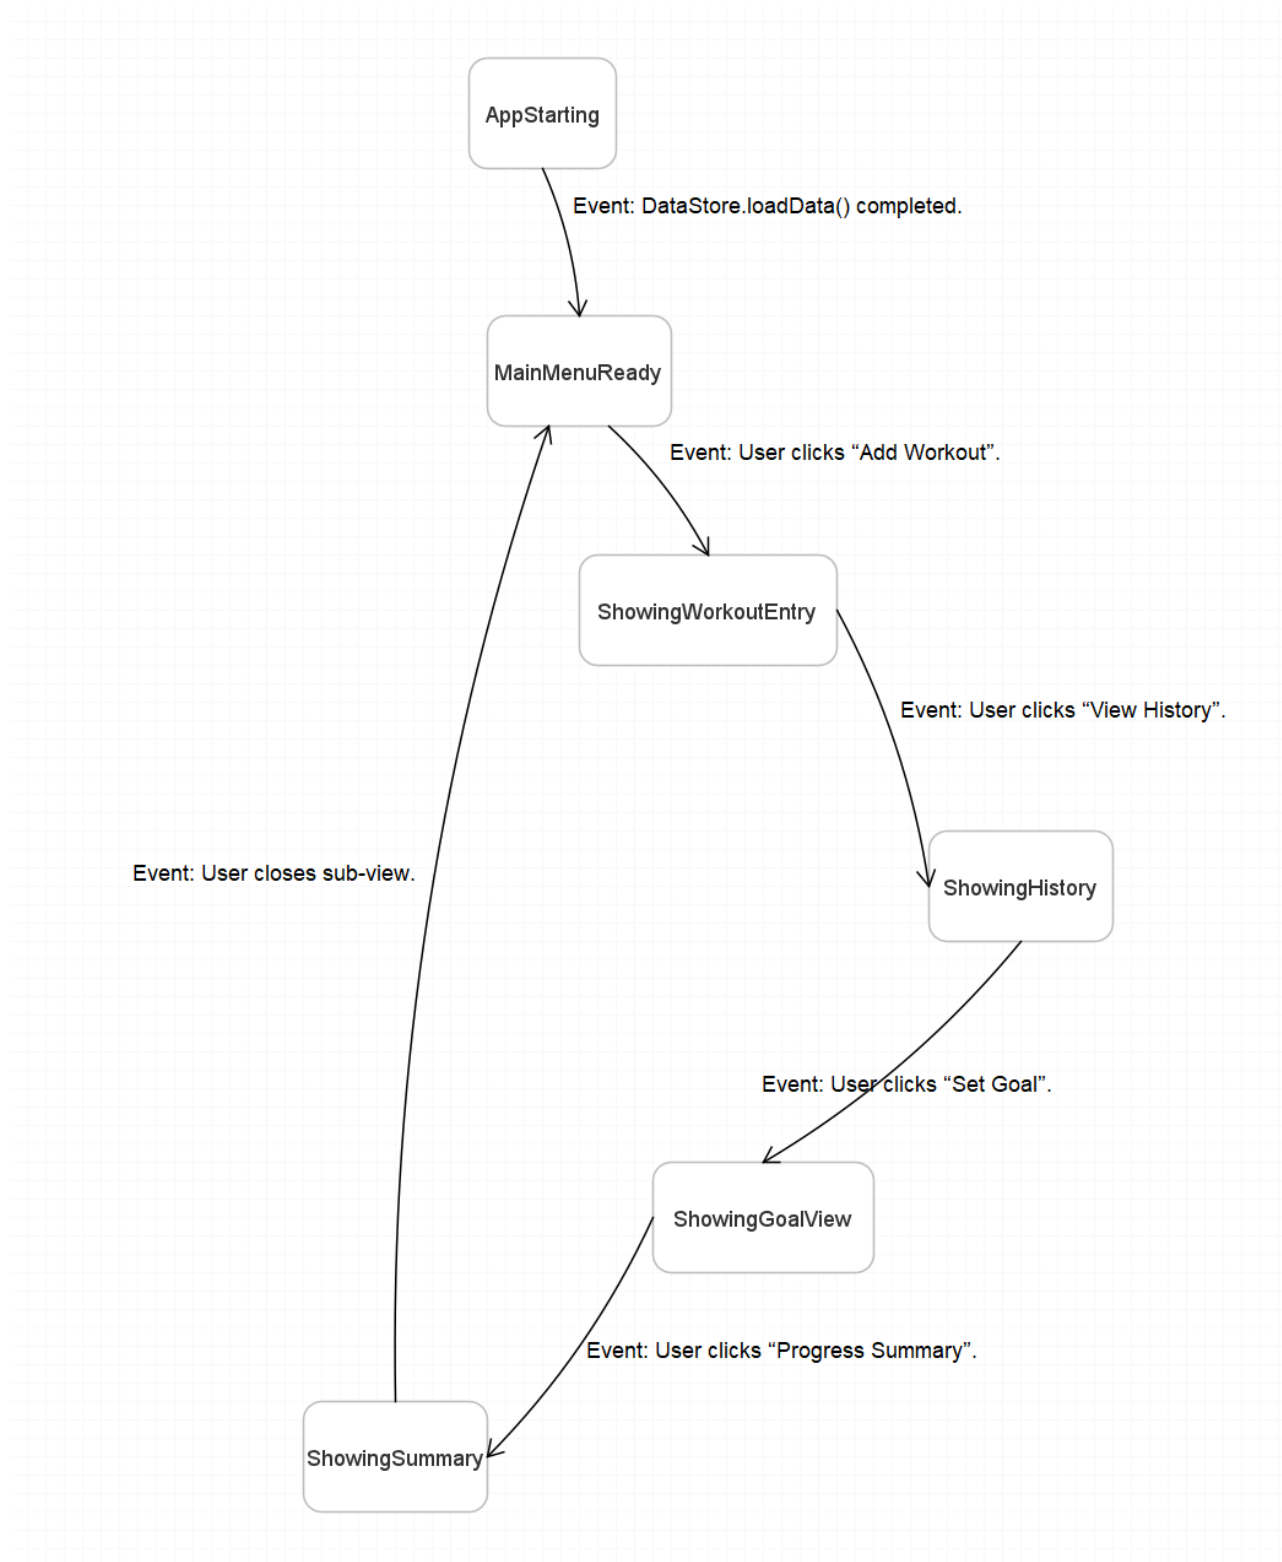 AppStarting
Event: DataStore.loadData() completed.
MainMenuReady
Event: User clicks “Add Workout”.
ShowingWorkoutEntry
Event: User clicks “View History”.
Event: User closes sub-view.
ShowingHistory
Event: User clicks “Set Goal”.
ShowingGoalView
Event: User clicks “Progress Summary”.
ShowingSummary